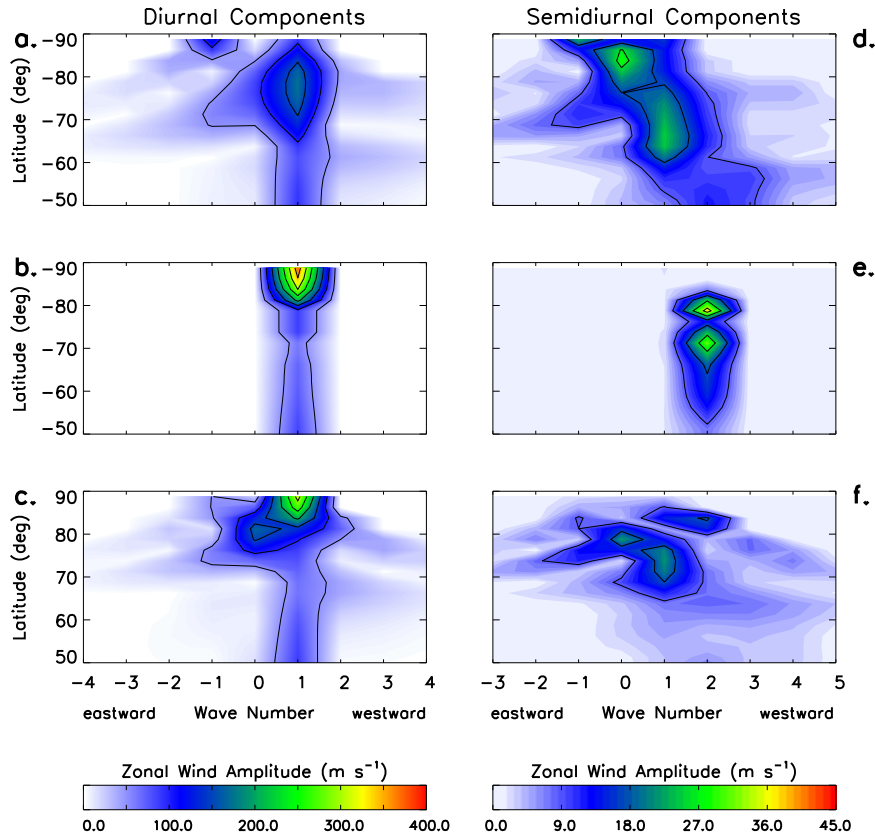 Diurnal Components
Semidiurnal Components
a.
-90
-80
-70
-60
-50
Latitude (deg)
d.
b.
-90
-80
-70
-60
-50
Latitude (deg)
e.
c.
90
80
70
60
50
Latitude (deg)
f.
-4 -3 -2 -1 0 1 2 3 4
eastward Wave Number westward
-3 -2 -1 0 1 2 3 4 5
eastward Wave Number westward
Zonal Wind Amplitude (m s⁻¹)
0.0 100.0 200.0 300.0 400.0
Zonal Wind Amplitude (m s⁻¹)
0.0 9.0 18.0 27.0 36.0 45.0